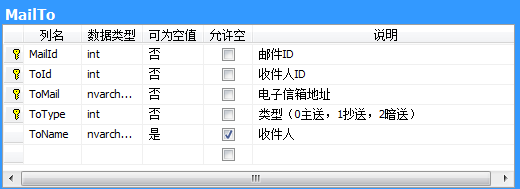 MailTo
列名 数据类型 可为空值 允许空 说明
MailId int 否 邮件ID
ToId int 否 收件人ID
ToMail nvarch... 否 电子信箱地址
ToType int 否 类型（0主送，1抄送，2暗送）
ToName nvarch... 是 收件人